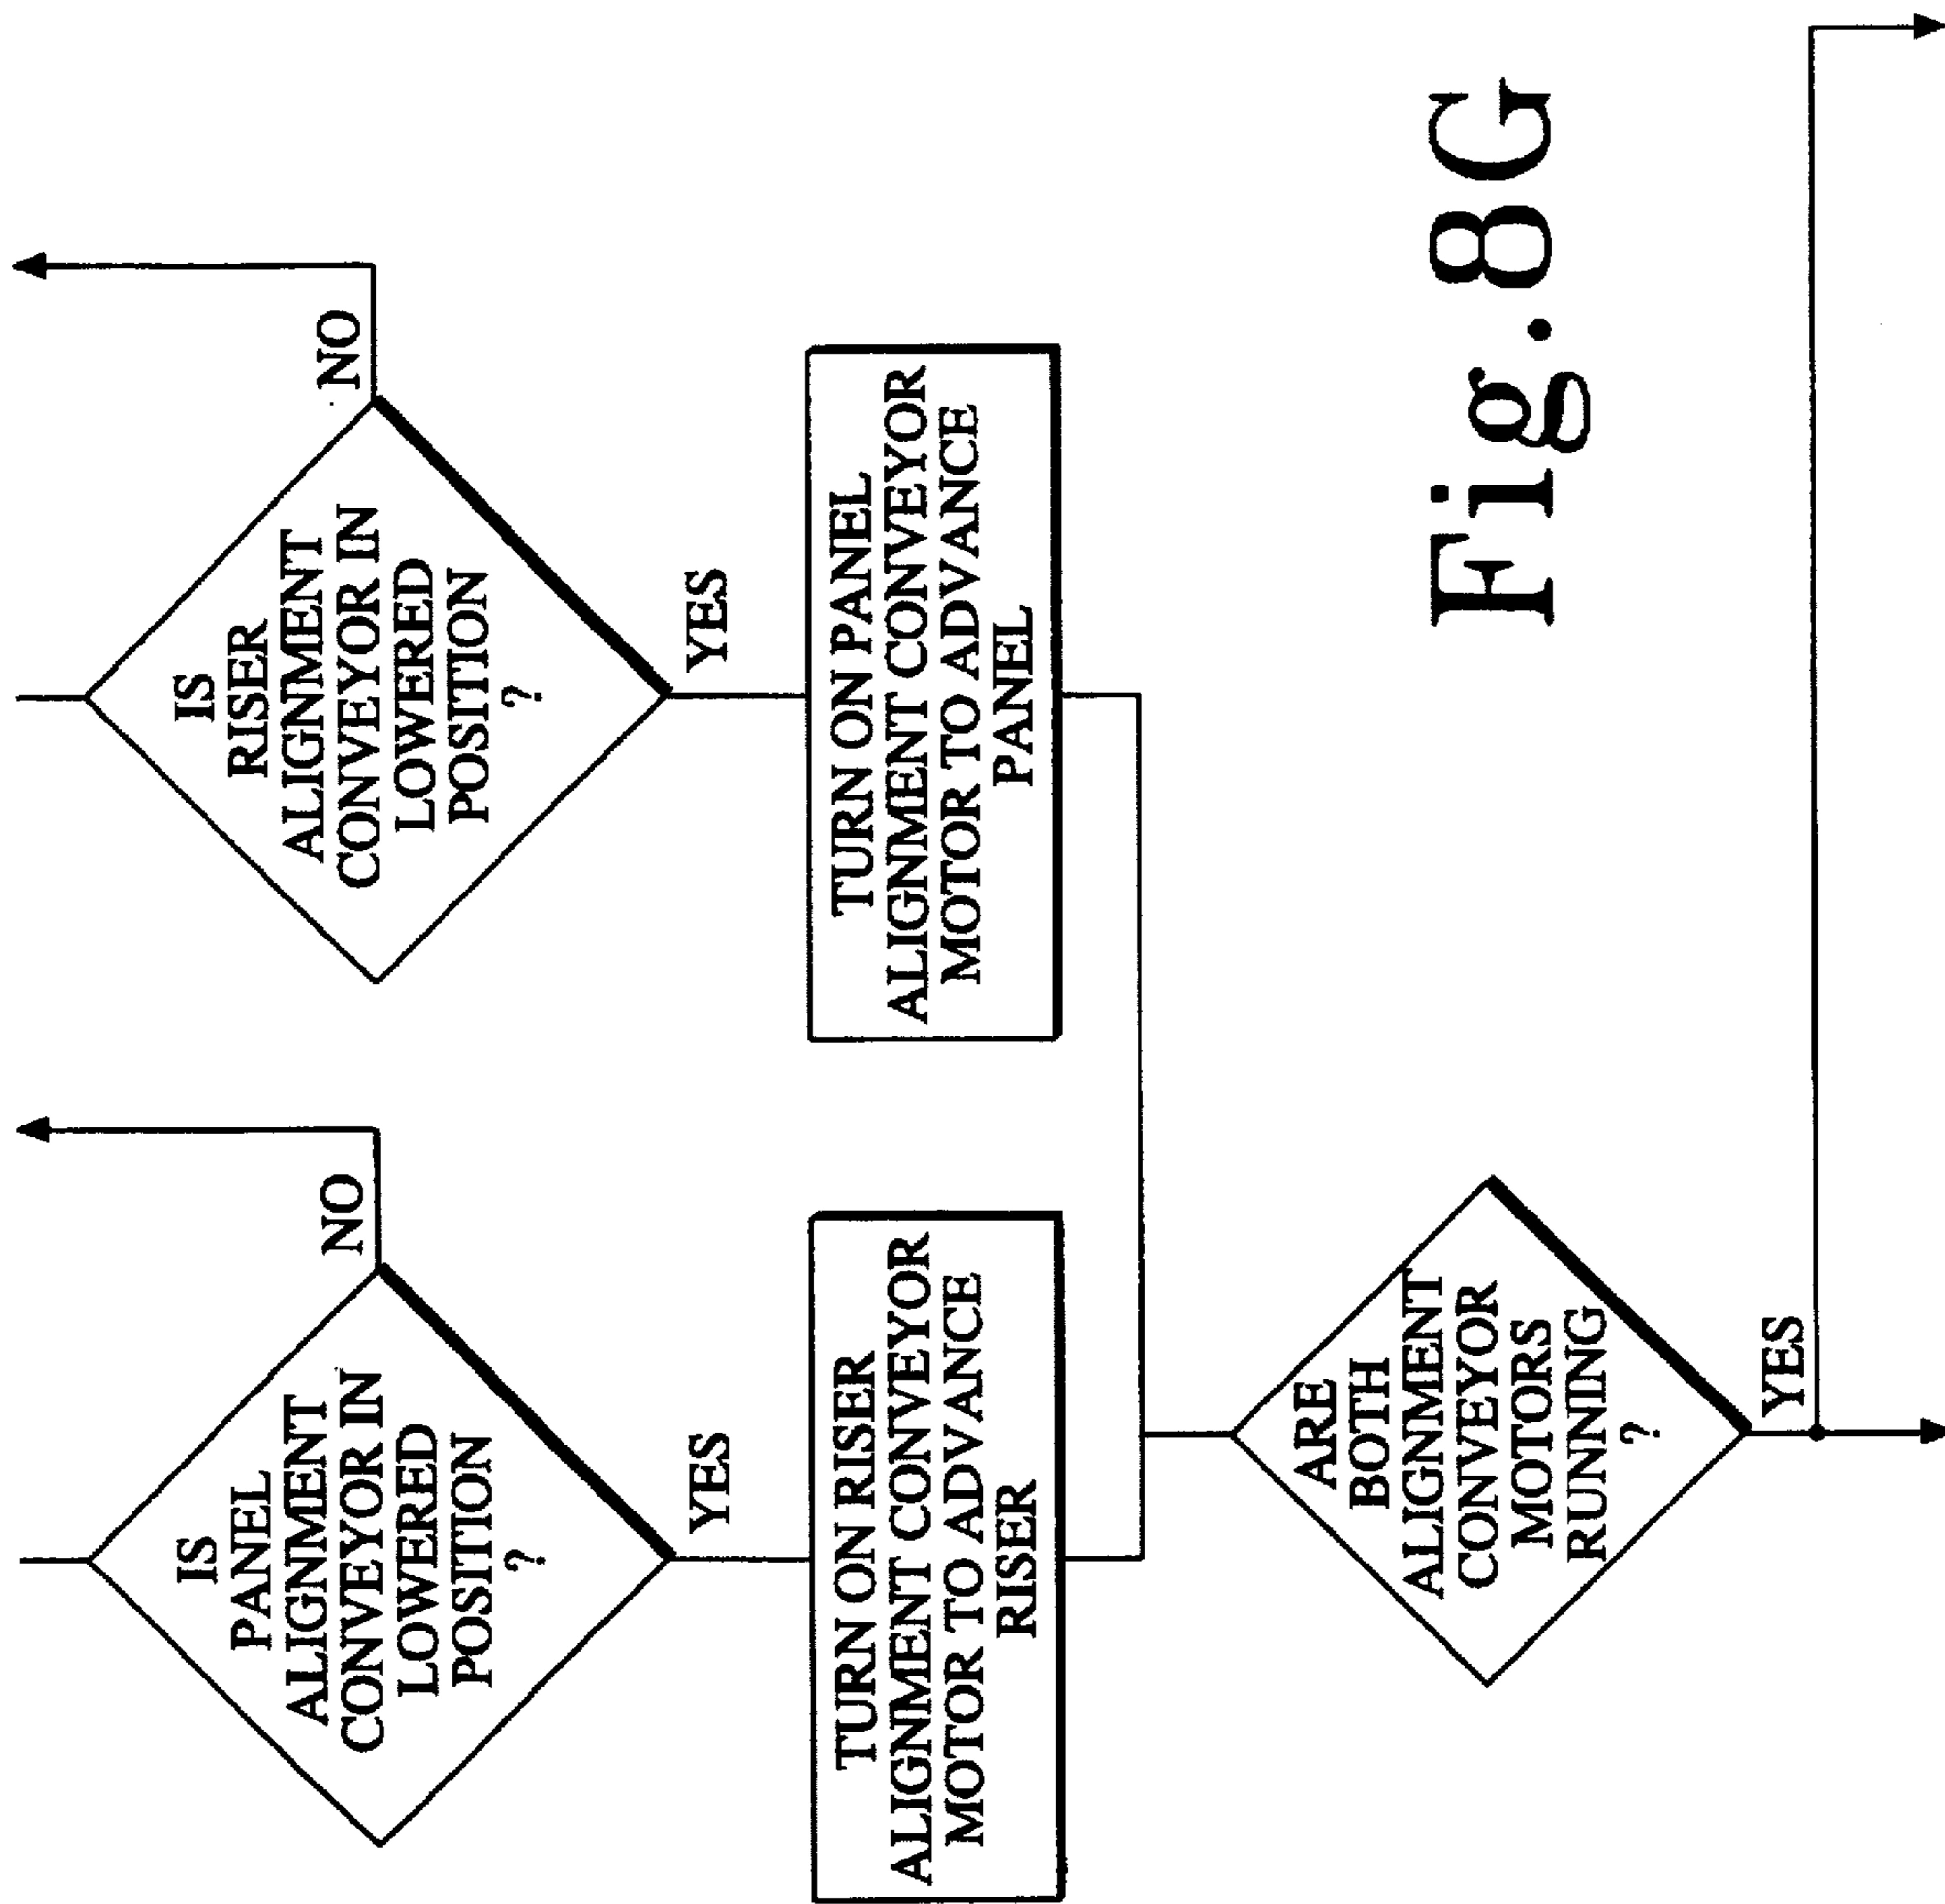 IS
PANEL
ALIGNMENT
CONVEYOR IN
LOWERED
POSITION
?
NO
YES
TURN ON RISER
ALIGNMENT CONVEYOR
MOTOR TO ADVANCE
RISER
IS
RISER
ALIGNMENT
CONVEYOR IN
LOWERED
POSITION
?
NO
YES
TURN ON PANEL
ALIGNMENT CONVEYOR
MOTOR TO ADVANCE
PANEL
ARE
BOTH
ALIGNMENT
CONVEYOR
MOTORS
RUNNING
?
YES
Fig.8G